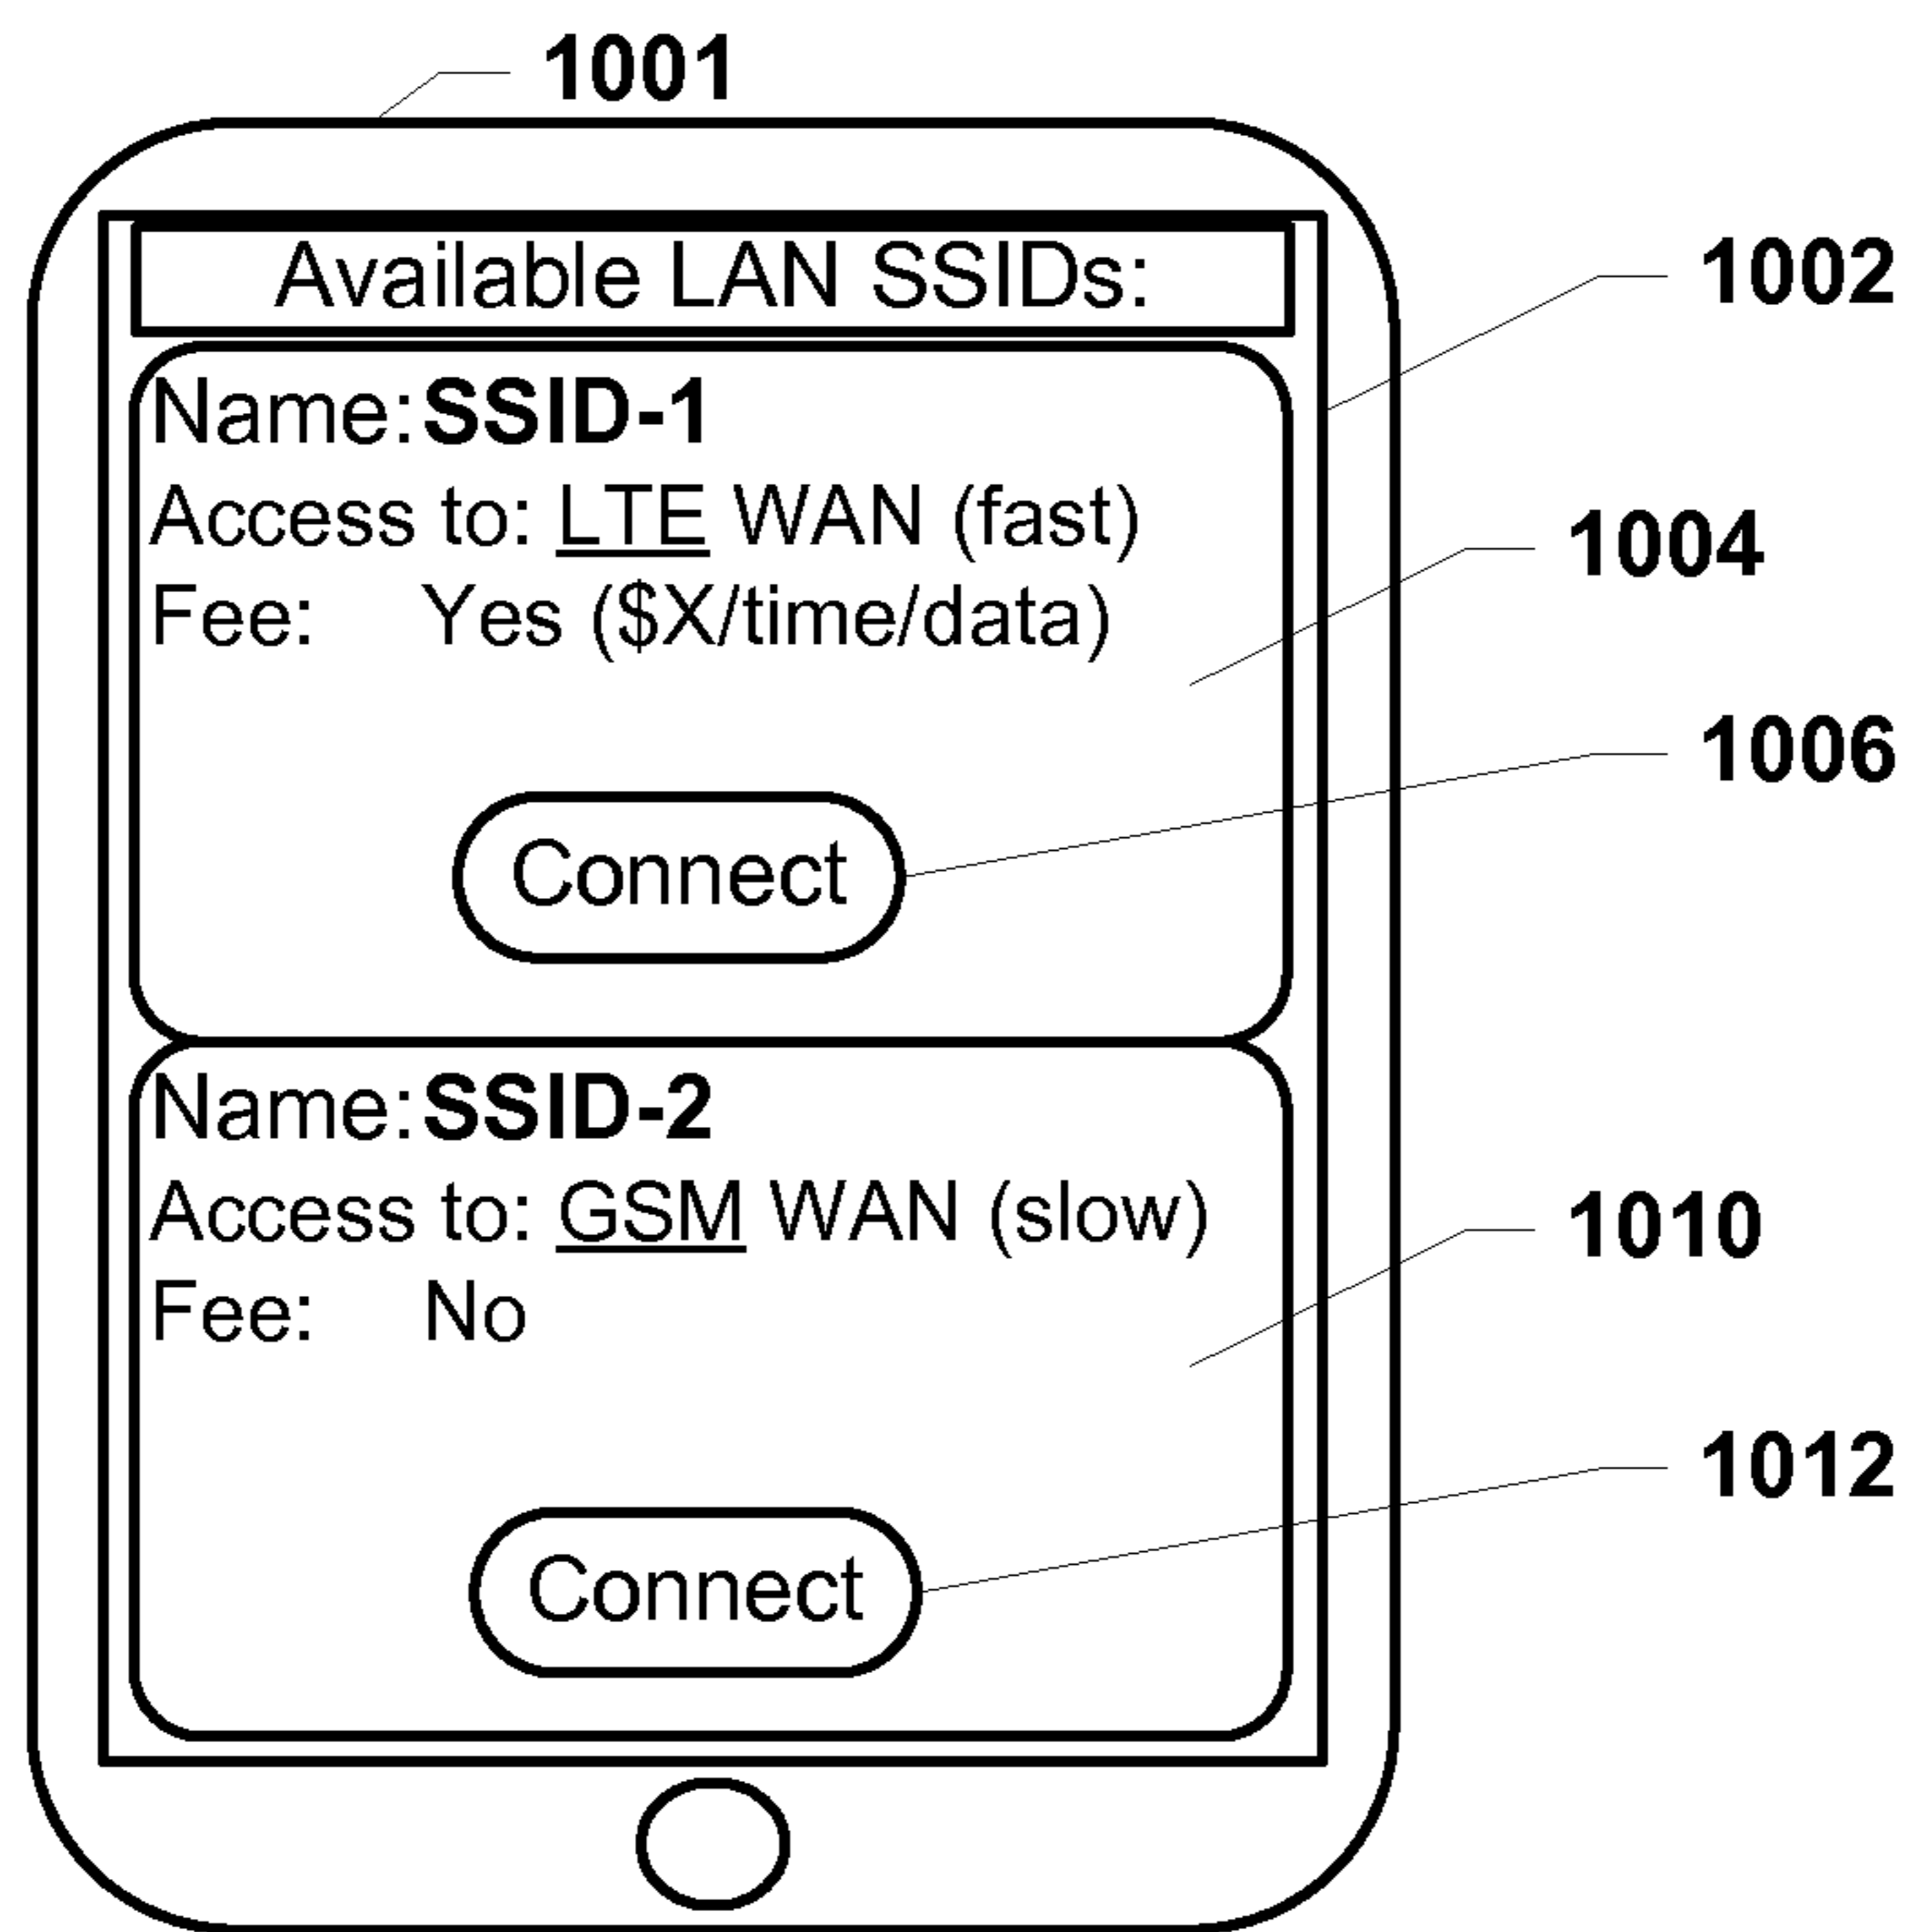 1001
Available LAN SSIDs:
1002
Name: SSID-1
Access to: LTE WAN (fast)
1004
Fee: Yes ($X/time/data)
1006
Connect
Name: SSID-2
Access to: GSM WAN (slow)
1010
Fee: No
1012
Connect